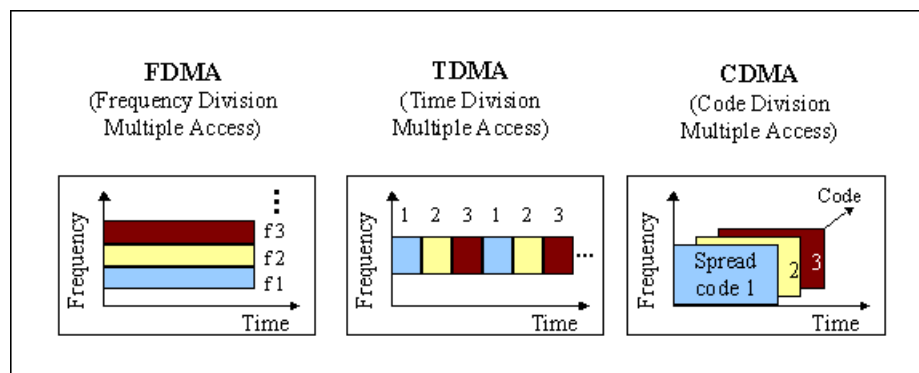 FDMA
(Frequency Division
Multiple Access)
TDMA
(Time Division
Multiple Access)
CDMA
(Code Division
Multiple Access)
Frequency
f3
f2
f1
Time
Frequency
1 2 3 1 2 3
...
Time
Frequency
Code
Spread
code 1
2
3
Time